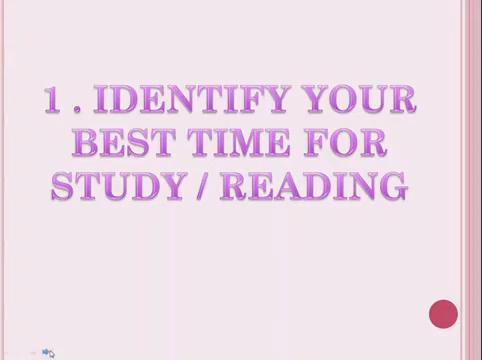 1 . IDENTIFY YOUR
BEST TIME FOR
STUDY / READING